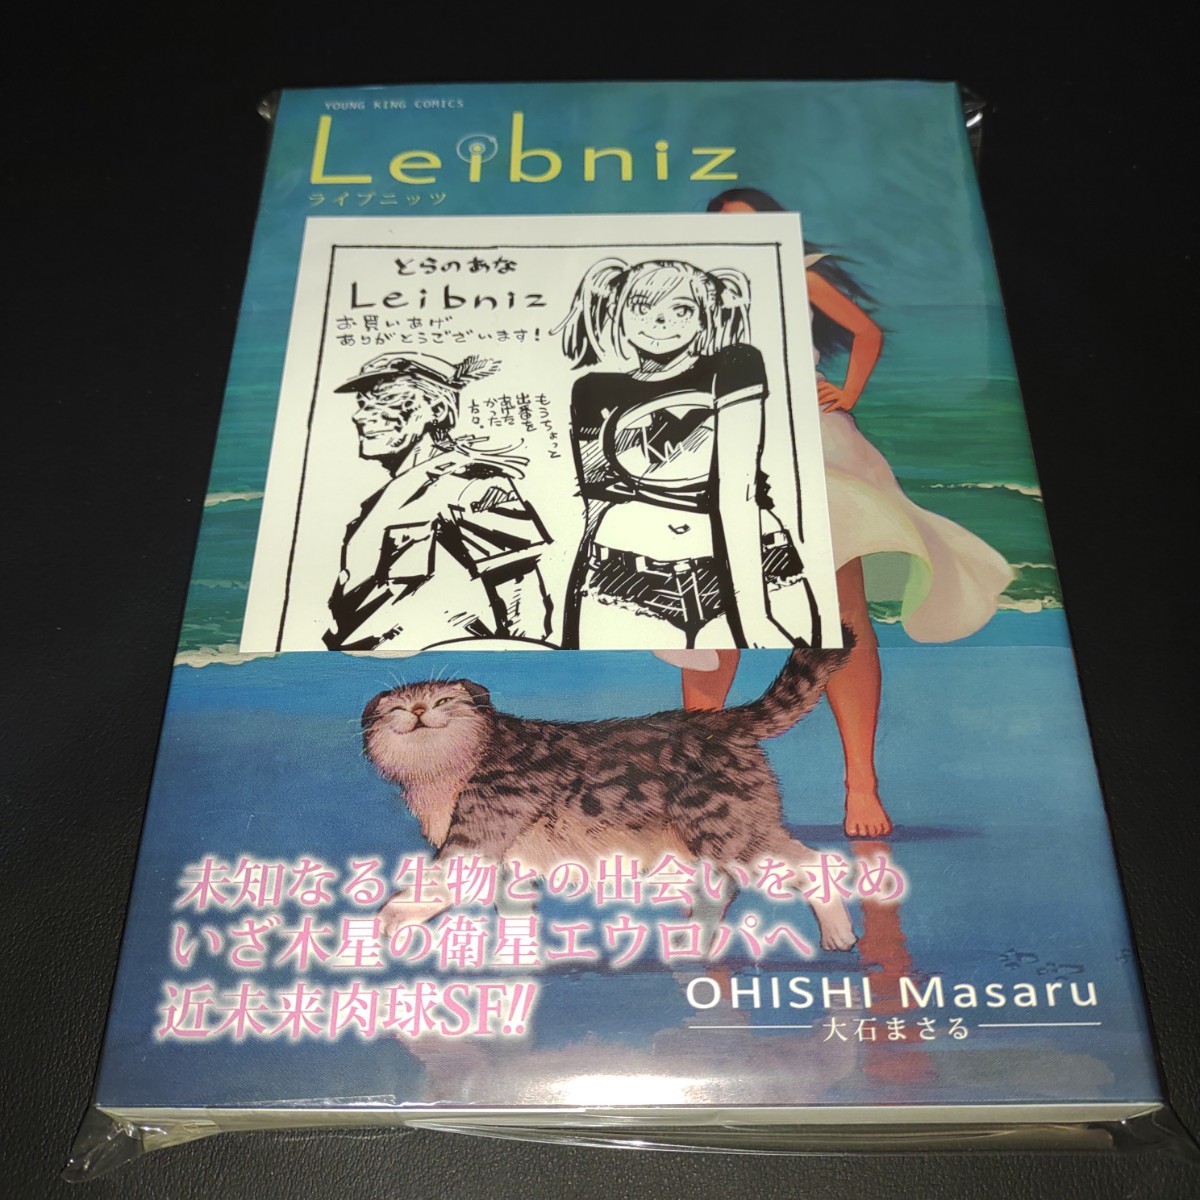 YOUNG KING COMICS
Leibniz
ライプニッツ
とらのあな
Leibniz
お買いあげ
ありがとうございます!
もうちょっと
出番を
あげた
かった
方々。
Km
未知なる生物との出会いを求め
いざ木星の衛星エウロパへ
近未来肉球SF!!
OHISHI Masaru
大石まさる